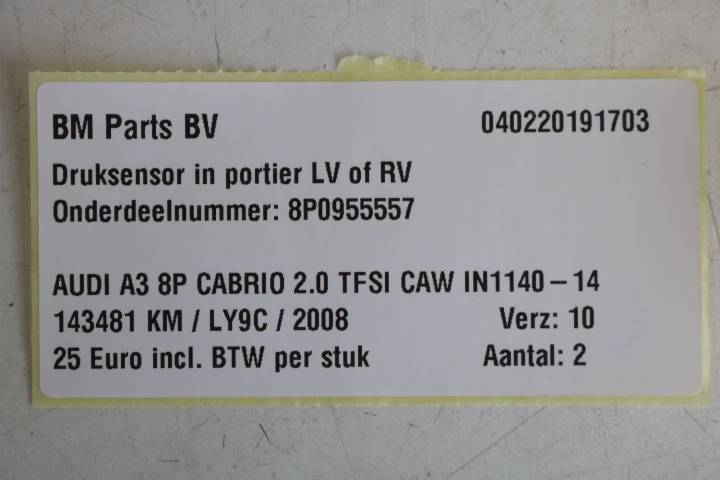 BM Parts BV 040220191703
Druksensor in portier LV of RV
Onderdeelnummer: 8P0955557
AUDI A3 8P CABRIO 2.0 TFSI CAW IN1140-14
143481 KM / LY9C / 2008 Verz: 10
25 Euro incl. BTW per stuk Aantal: 2